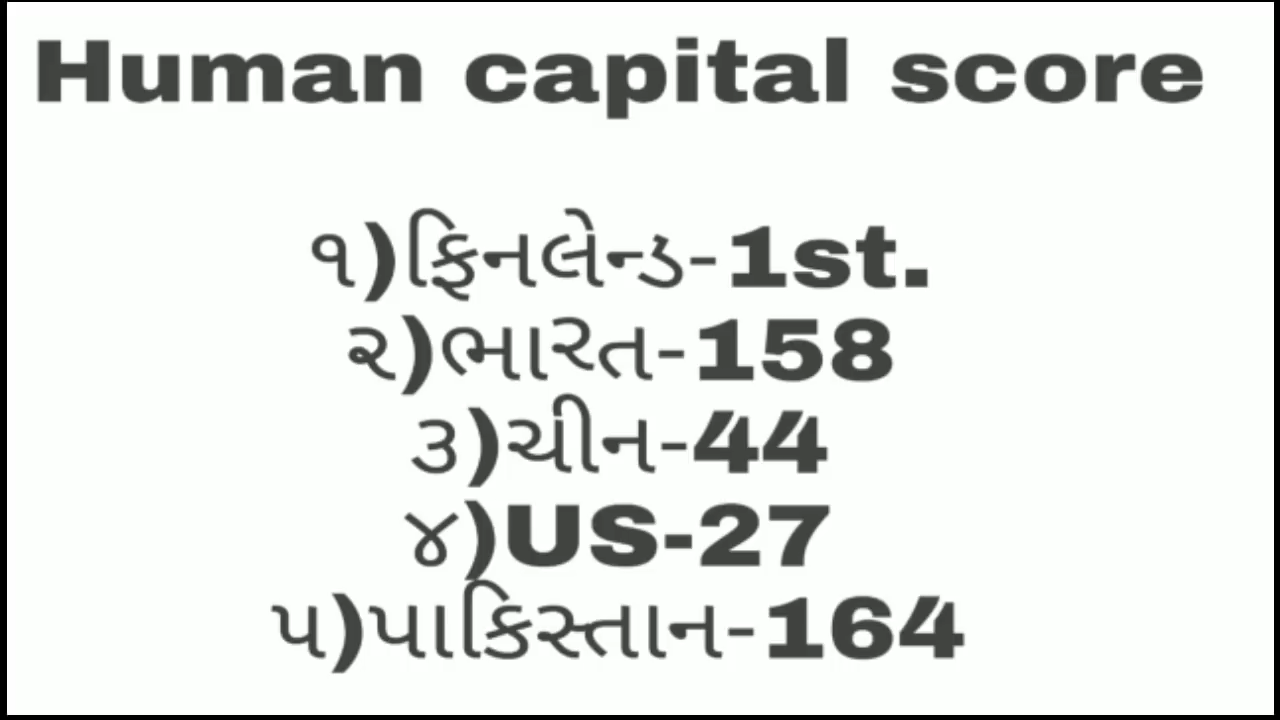 Human capital score
૧)ફિનલેન્ડ-1st.
૨)ભારત-158
૩)ચીન-44
૪)US-27
૫)પાકિસ્તાન-164